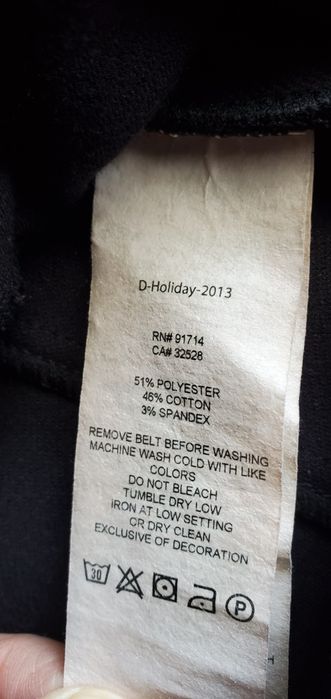 D-Holiday-2013
RN# 91714
CA# 32528
51% POLYESTER
46% COTTON
3% SPANDEX
REMOVE BELT BEFORE WASHING
MACHINE WASH COLD WITH LIKE
COLORS
DO NOT BLEACH
TUMBLE DRY LOW
IRON AT LOW SETTING
OR DRY CLEAN
EXCLUSIVE OF DECORATION
30 P